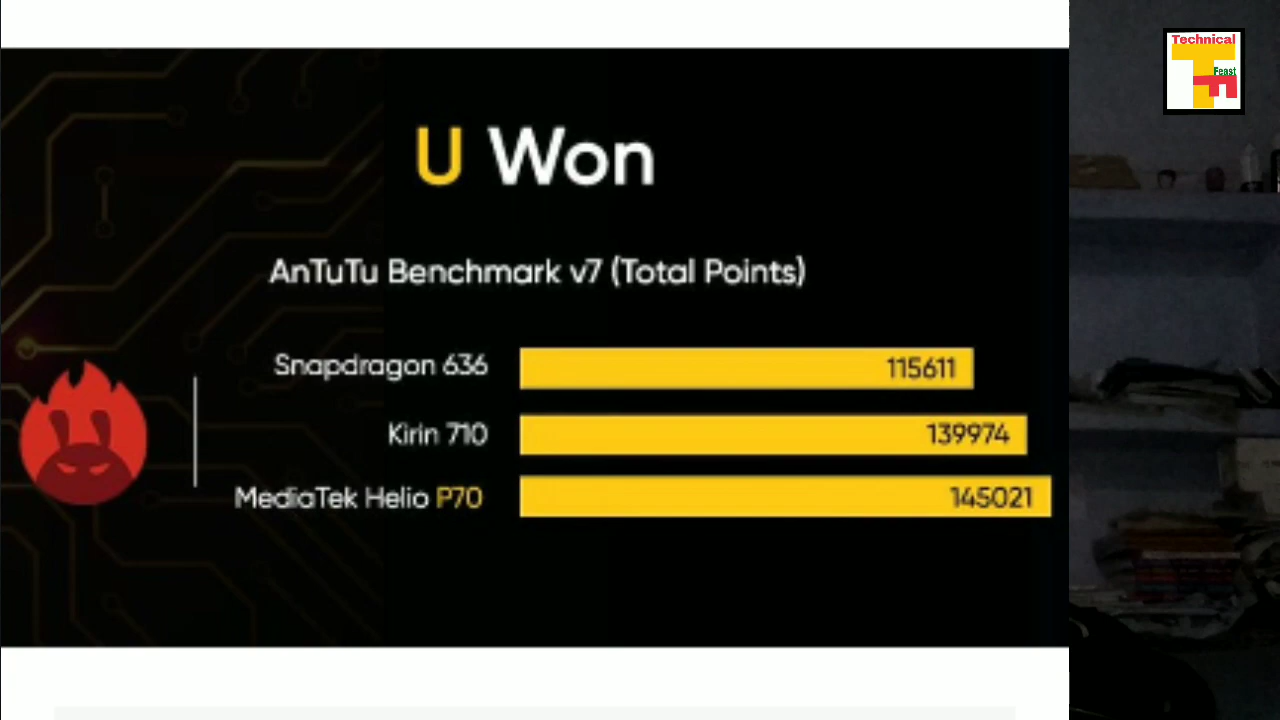 Technical
Feast
U Won
AnTuTu Benchmark v7 (Total Points)
Snapdragon 636 115611
Kirin 710 139974
MediaTek Helio P70 145021